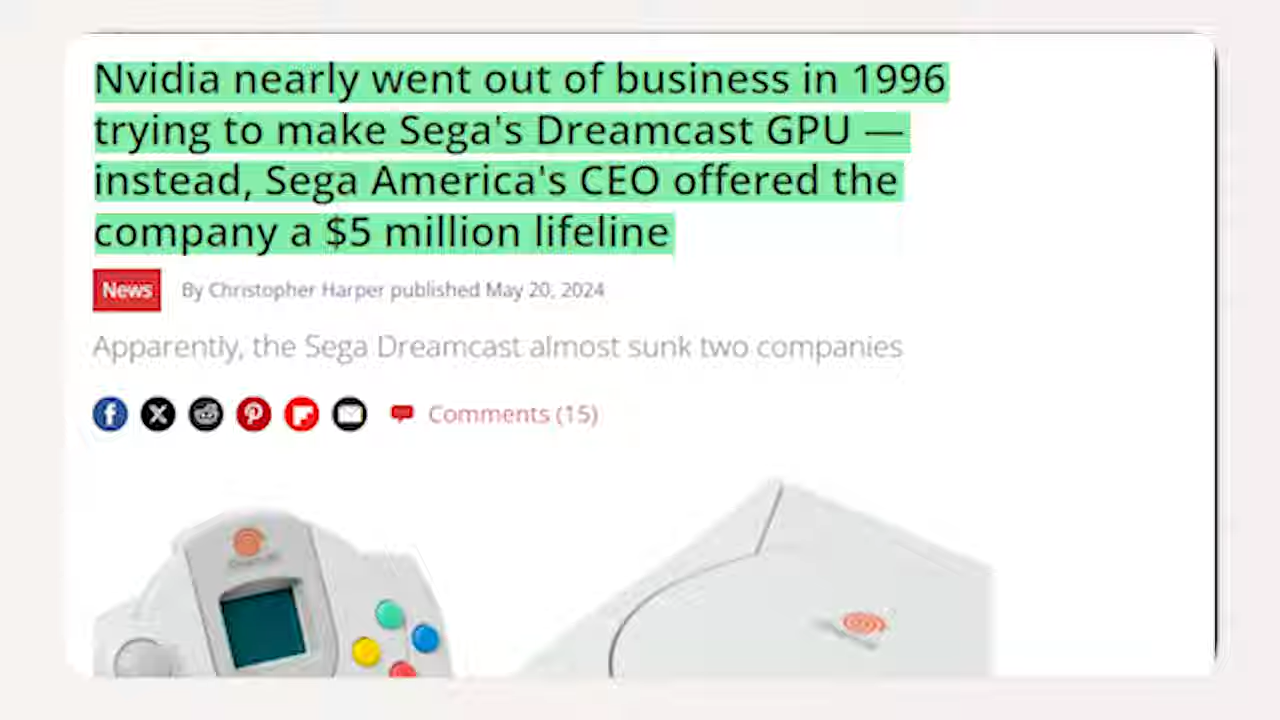 Nvidia nearly went out of business in 1996
trying to make Sega's Dreamcast GPU —
instead, Sega America's CEO offered the
company a $5 million lifeline
News By Christopher Harper published May 20, 2024
Apparently, the Sega Dreamcast almost sunk two companies
Comments (15)